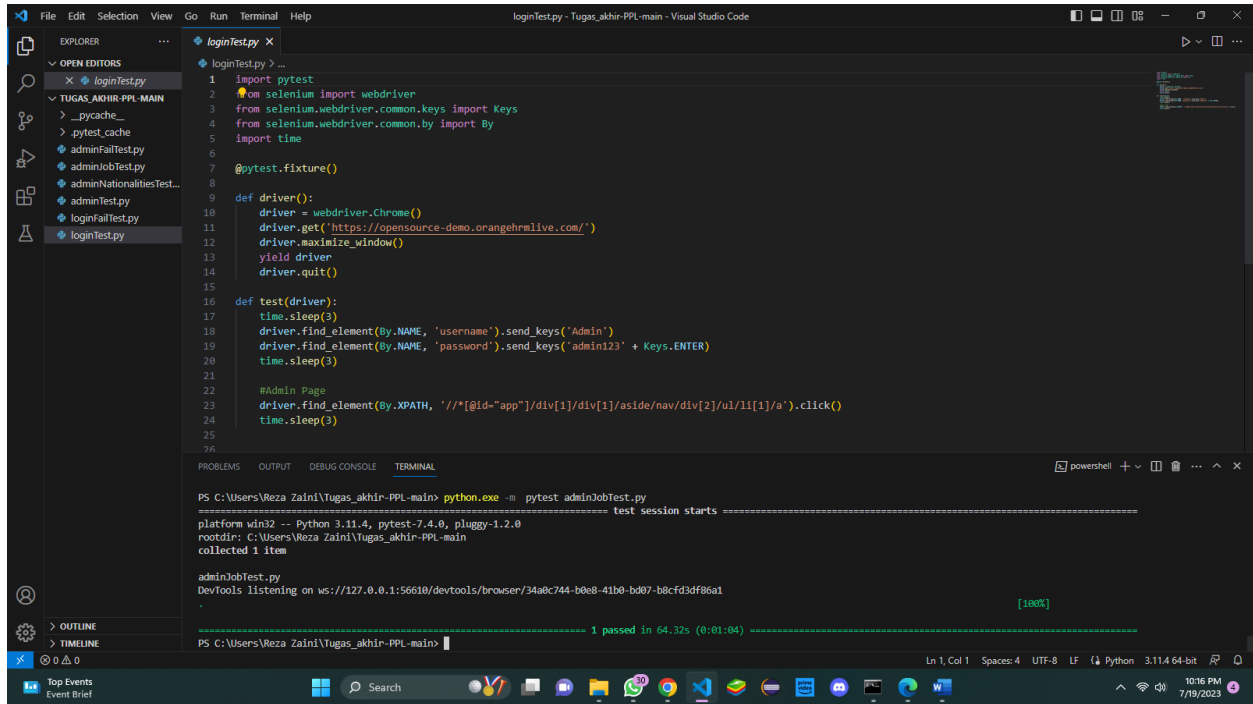 File Edit Selection View Go Run Terminal Help
loginTest.py - Tugas_akhir-PPL-main - Visual Studio Code
EXPLORER
loginTest.py
OPEN EDITORS
loginTest.py > ...
loginTest.py
TUGAS_AKHIR-PPL-MAIN
__pycache__
.pytest_cache
adminFailTest.py
adminJobTest.py
adminNationalitiesTest...
adminTest.py
loginFailTest.py
loginTest.py
OUTLINE
TIMELINE
1 import pytest
2 from selenium import webdriver
3 from selenium.webdriver.common.keys import Keys
4 from selenium.webdriver.common.by import By
5 import time
6
7 @pytest.fixture()
8
9 def driver():
10 driver = webdriver.Chrome()
11 driver.get('https://opensource-demo.orangehrmlive.com/')
12 driver.maximize_window()
13 yield driver
14 driver.quit()
15
16 def test(driver):
17 time.sleep(3)
18 driver.find_element(By.NAME, 'username').send_keys('Admin')
19 driver.find_element(By.NAME, 'password').send_keys('admin123' + Keys.ENTER)
20 time.sleep(3)
21
22 #Admin Page
23 driver.find_element(By.XPATH, '//*[@id="app"]/div[1]/div[1]/aside/nav/div[2]/ul/li[1]/a').click()
24 time.sleep(3)
25
26
PROBLEMS OUTPUT DEBUG CONSOLE TERMINAL
powershell
PS C:\Users\Reza Zaini\Tugas_akhir-PPL-main> python.exe -m pytest adminJobTest.py
test session starts
platform win32 -- Python 3.11.4, pytest-7.4.0, pluggy-1.2.0
rootdir: C:\Users\Reza Zaini\Tugas_akhir-PPL-main
collected 1 item
adminJobTest.py
DevTools listening on ws://127.0.0.1:56610/devtools/browser/34a0c744-b0e8-41b0-bd07-b8cfd3df86a1
. [100%]
1 passed in 64.32s (0:01:04)
PS C:\Users\Reza Zaini\Tugas_akhir-PPL-main>
0 0
Ln 1, Col 1 Spaces: 4 UTF-8 LF Python 3.11.4 64-bit
Top Events
Event Brief
Search
30
prime video
10:16 PM
7/19/2023
4